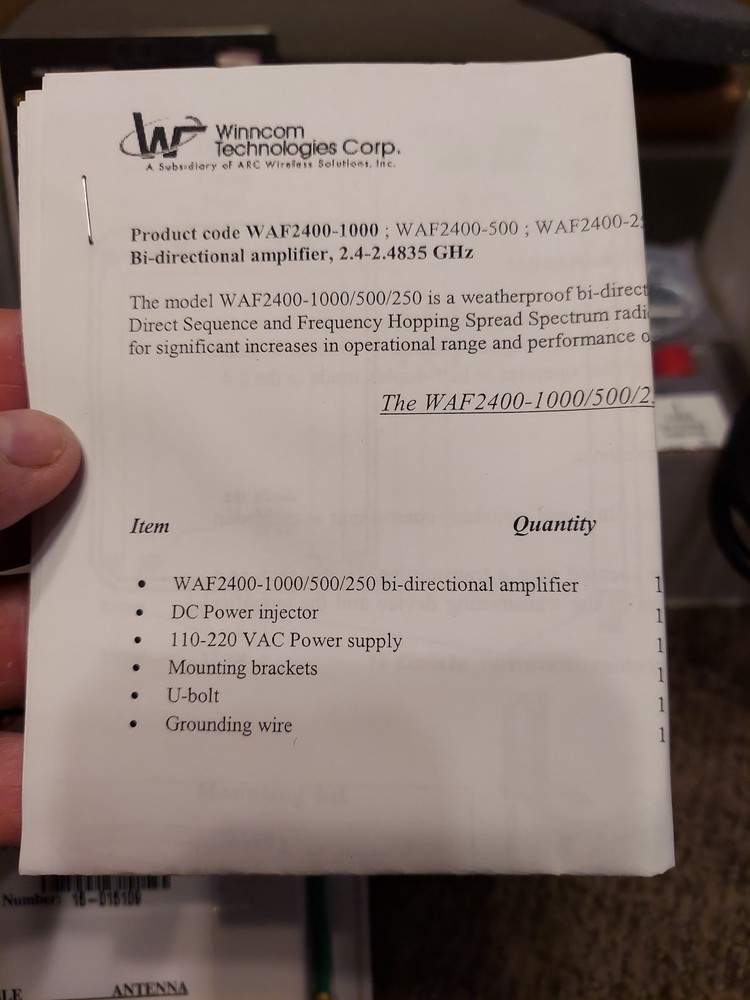 Winncom
Technologies Corp.
A Subsidiary of ARC Wireless Solutions, Inc.
Product code WAF2400-1000 ; WAF2400-500 ; WAF2400-25
Bi-directional amplifier, 2.4-2.4835 GHz
The model WAF2400-1000/500/250 is a weatherproof bi-direct
Direct Sequence and Frequency Hopping Spread Spectrum radi
for significant increases in operational range and performance o
The WAF2400-1000/500/2
Item Quantity
• WAF2400-1000/500/250 bi-directional amplifier 1
• DC Power injector 1
• 110-220 VAC Power supply 1
• Mounting brackets 1
• U-bolt 1
• Grounding wire 1
Number:
LE ANTENNA